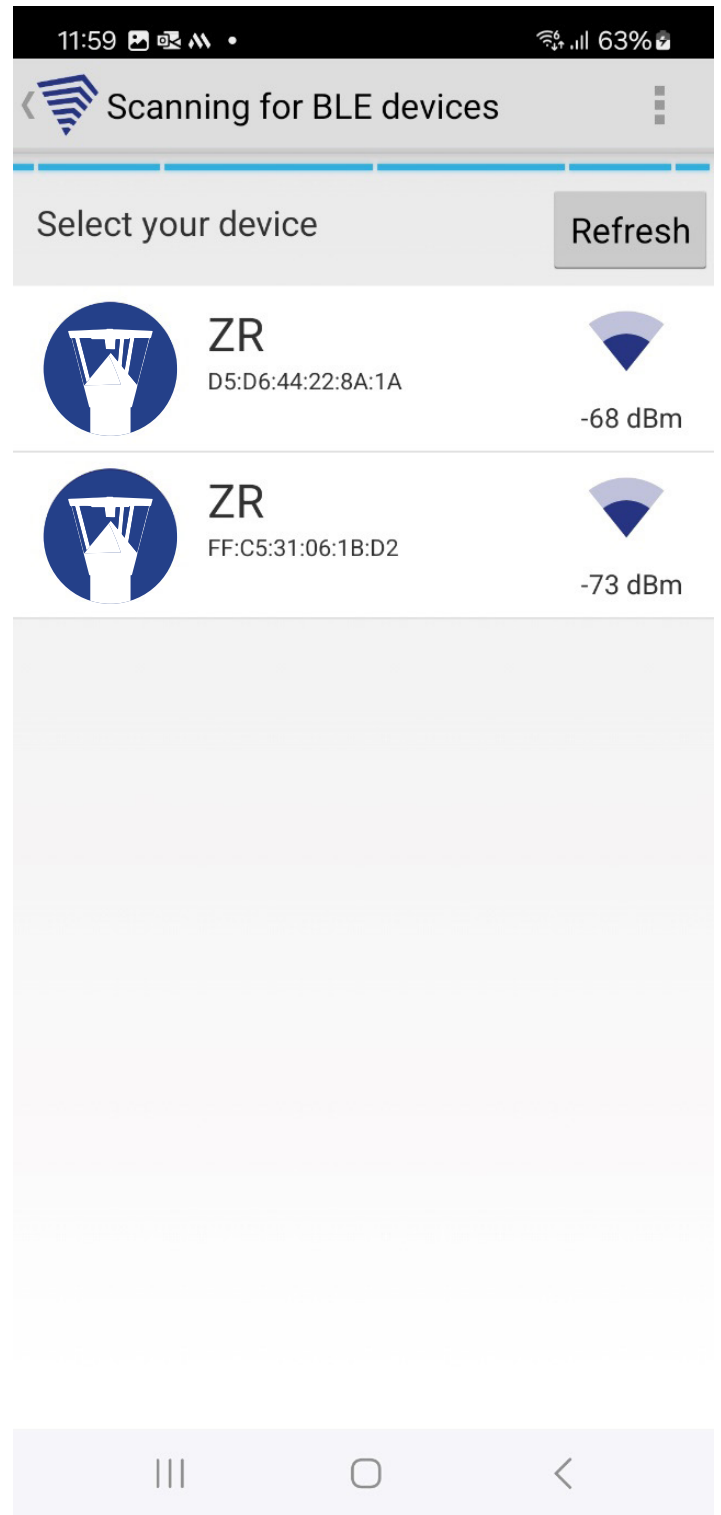 11:59 63%
Scanning for BLE devices
Select your device
Refresh
ZR
D5:D6:44:22:8A:1A
-68 dBm
ZR
FF:C5:31:06:1B:D2
-73 dBm